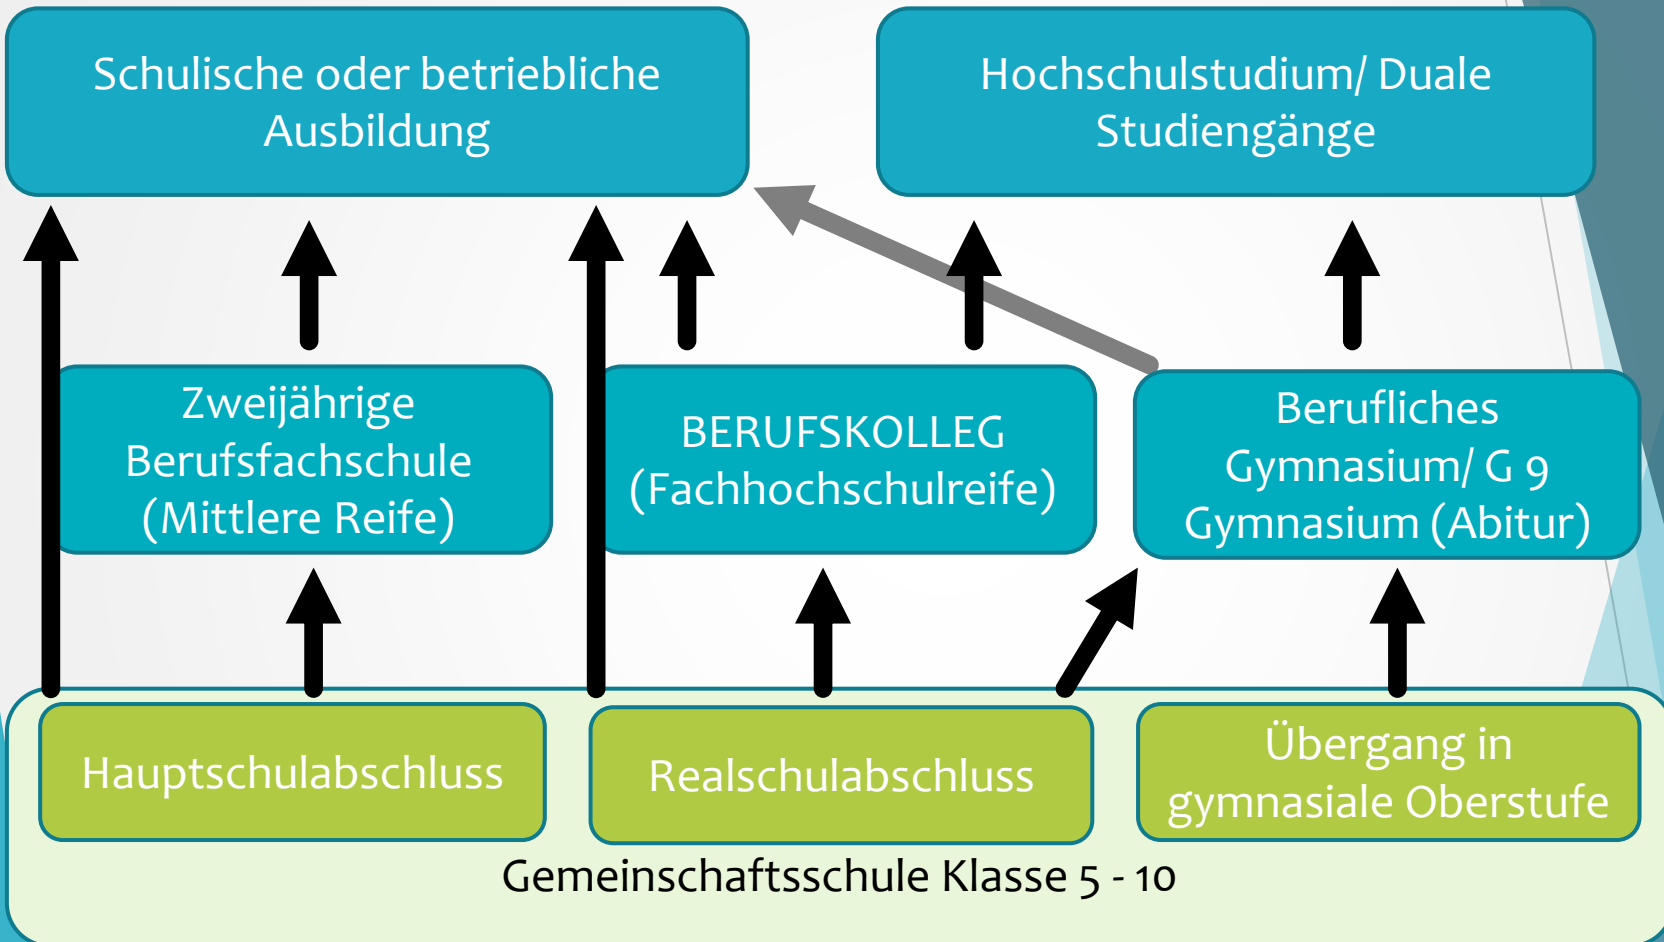 Schulische oder betriebliche
Ausbildung
Hochschulstudium/ Duale
Studiengänge
Zweijährige
Berufsfachschule
(Mittlere Reife)
BERUFSKOLLEG
(Fachhochschulreife)
Berufliches
Gymnasium/ G 9
Gymnasium (Abitur)
Hauptschulabschluss
Realschulabschluss
Übergang in
gymnasiale Oberstufe
Gemeinschaftsschule Klasse 5 - 10